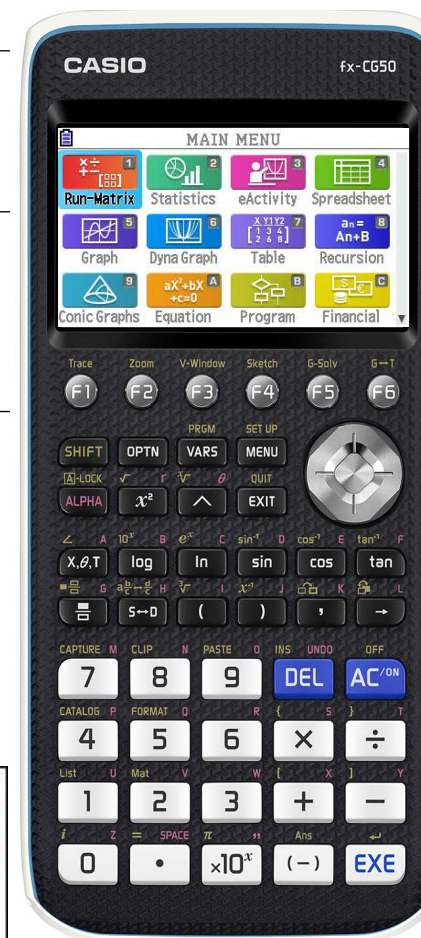 CASIO fx-CG50
MAIN MENU
×÷ +− [88] 1 2 3 4
Run-Matrix Statistics eActivity Spreadsheet
5 6 X Y1Y2 [1 3 4 2 6 8] 7 an= An+B 8
Graph Dyna Graph Table Recursion
9 aX²+bX +c=0 A B $ € C
Conic Graphs Equation Program Financial
Trace Zoom V-Window Sketch G-Solv G↔T
F1 F2 F3 F4 F5 F6
PRGM SET UP
SHIFT OPTN VARS MENU
A-LOCK √ r ˣ√ θ QUIT
ALPHA x² ^ EXIT
∠ A 10ˣ B eˣ C sin⁻¹ D cos⁻¹ E tan⁻¹ F
X,θ,T log ln sin cos tan
G a b/c↔d/c H ³√ I x⁻¹ J K L
S↔D ( ) , →
CAPTURE M CLIP N PASTE O INS UNDO OFF
7 8 9 DEL AC/ON
CATALOG P FORMAT Q R { S } T
4 5 6 × ÷
List U Mat V W [ X ] Y
1 2 3 + −
i Z = SPACE π " Ans ↵
0 • ×10ˣ (−) EXE